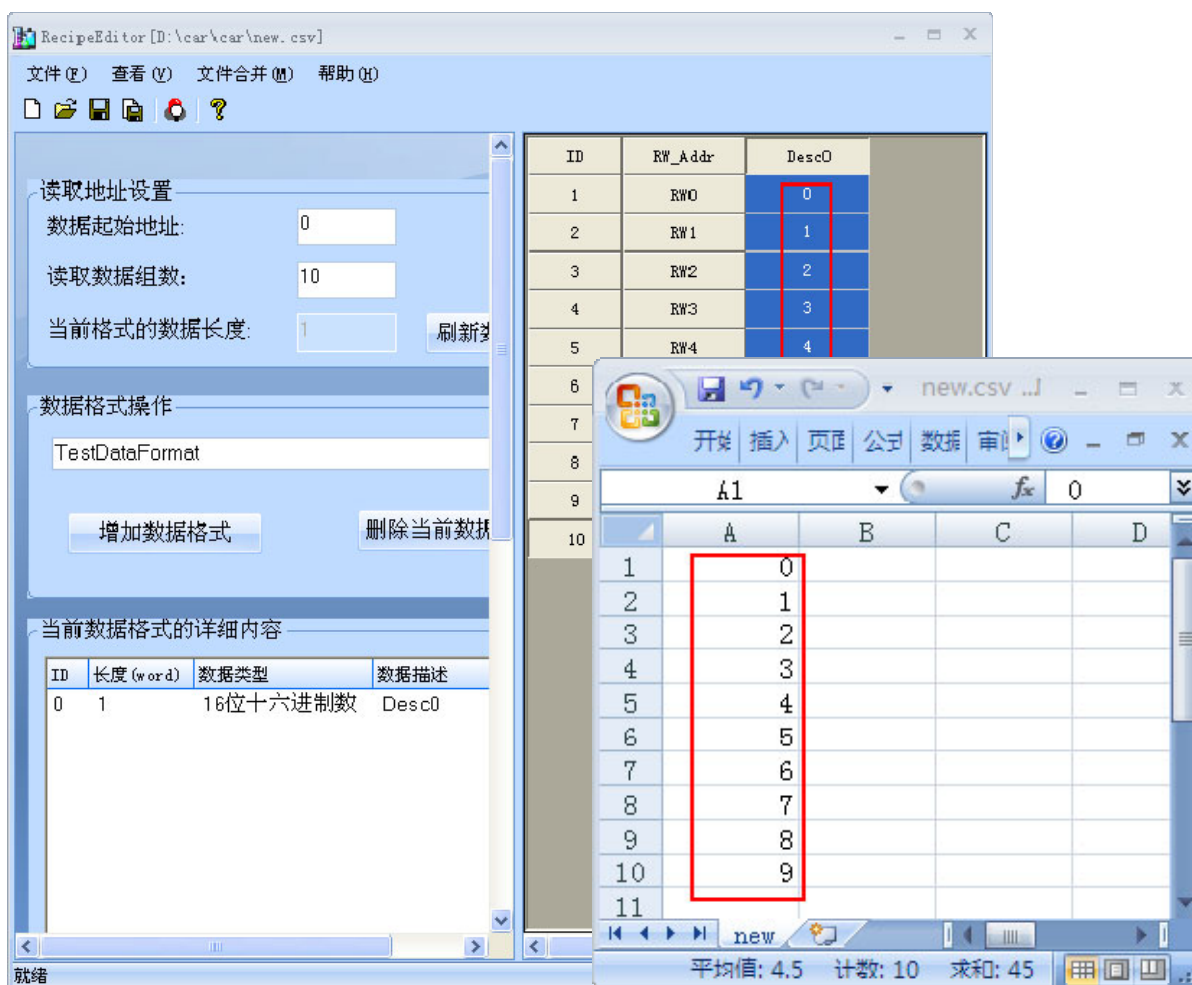 RecipeEditor[D:\car\car\new.csv]
文件(F) 查看(V) 文件合并(M) 帮助(H)
读取地址设置
数据起始地址: 0
读取数据组数: 10
当前格式的数据长度: 1
刷新
数据格式操作
TestDataFormat
增加数据格式 删除当前数据
当前数据格式的详细内容
ID 长度(word) 数据类型 数据描述
0 1 16位十六进制数 Desc0
就绪
ID RW_Addr Desc0
1 RW0 0
2 RW1 1
3 RW2 2
4 RW3 3
5 RW4 4
6
7
8
9
10
new.csv ...
开始 插入 页面 公式 数据 审阅
A1 fx 0
A B C D
1 0
2 1
3 2
4 3
5 4
6 5
7 6
8 7
9 8
10 9
11
new
平均值: 4.5 计数: 10 求和: 45